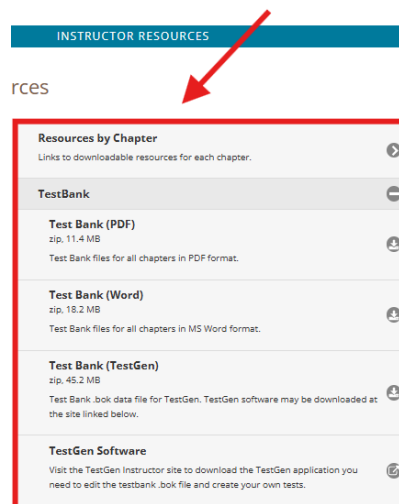 INSTRUCTOR RESOURCES
rces
Resources by Chapter
Links to downloadable resources for each chapter.
TestBank
Test Bank (PDF)
zip, 11.4 MB
Test Bank files for all chapters in PDF format.
Test Bank (Word)
zip, 18.2 MB
Test Bank files for all chapters in MS Word format.
Test Bank (TestGen)
zip, 45.2 MB
Test Bank .bok data file for TestGen. TestGen software may be downloaded at
the site linked below.
TestGen Software
Visit the TestGen Instructor site to download the TestGen application you
need to edit the testbank .bok file and create your own tests.